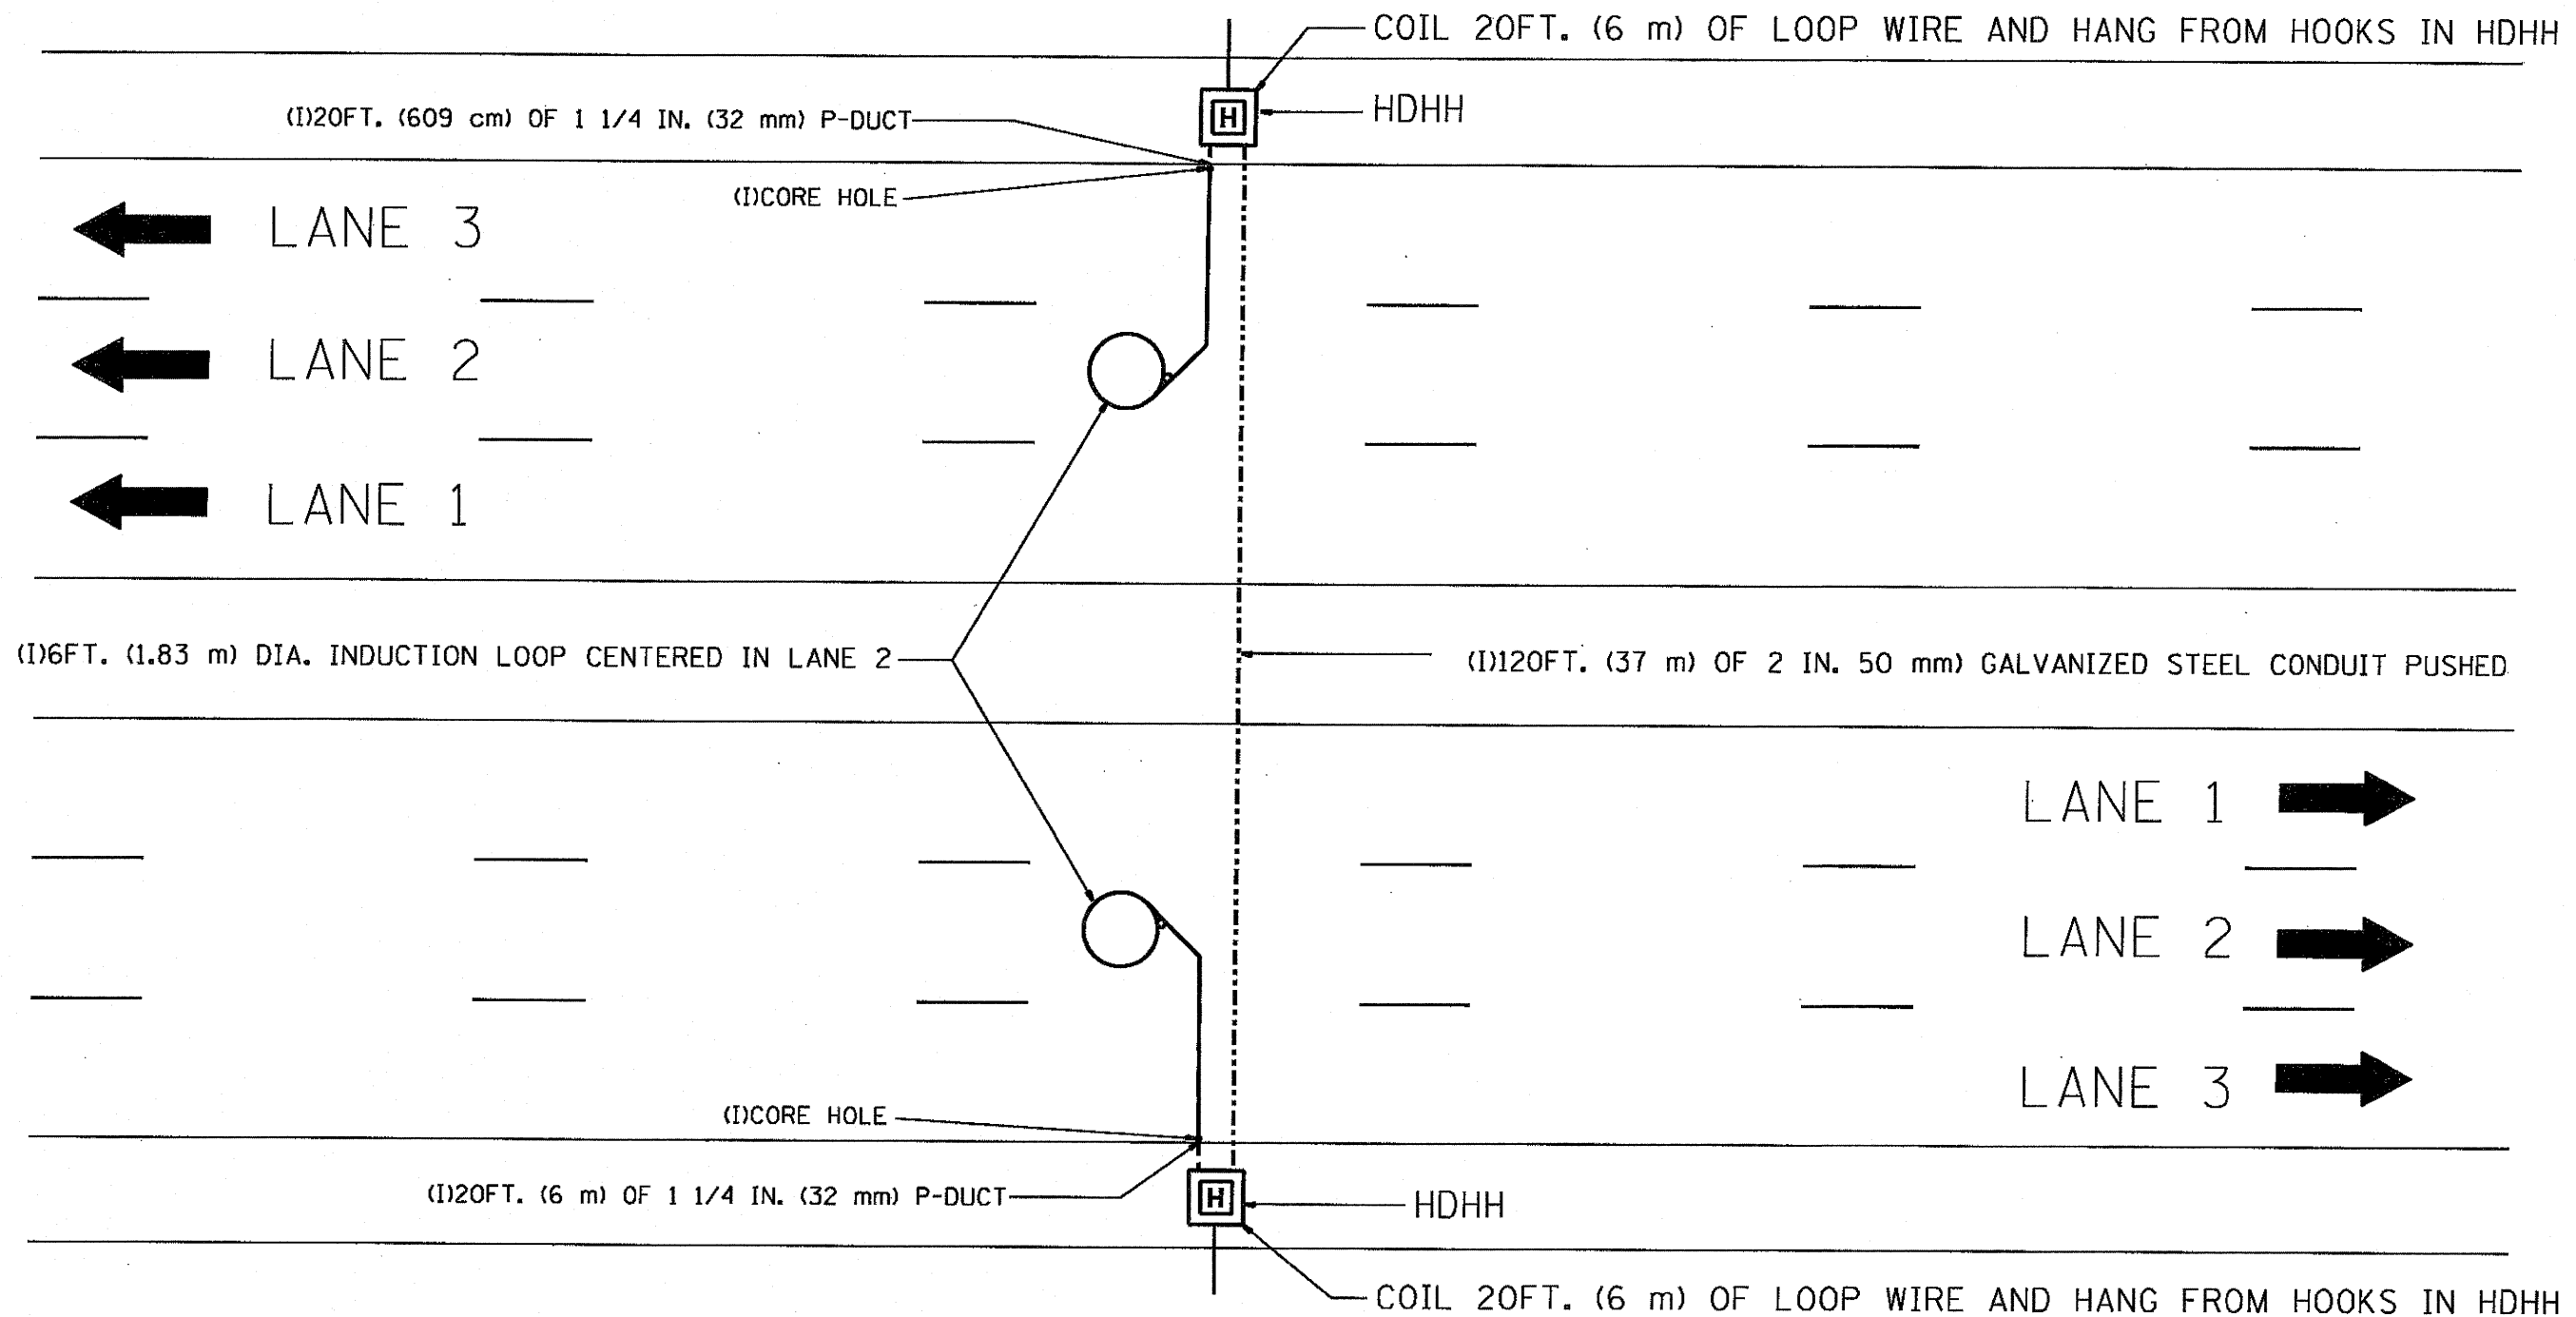 COIL 20FT. (6 m) OF LOOP WIRE AND HANG FROM HOOKS IN HDHH
(I)20FT. (609 cm) OF 1 1/4 IN. (32 mm) P-DUCT
H
HDHH
(I)CORE HOLE
LANE 3
LANE 2
LANE 1
(I)6FT. (1.83 m) DIA. INDUCTION LOOP CENTERED IN LANE 2
(I)120FT. (37 m) OF 2 IN. 50 mm) GALVANIZED STEEL CONDUIT PUSHED
LANE 1
LANE 2
LANE 3
(I)CORE HOLE
(I)20FT. (6 m) OF 1 1/4 IN. (32 mm) P-DUCT
H
HDHH
COIL 20FT. (6 m) OF LOOP WIRE AND HANG FROM HOOKS IN HDHH